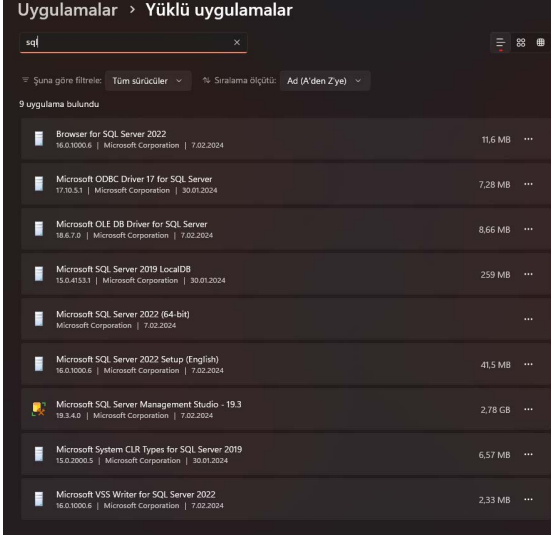 Uygulamalar > Yüklü uygulamalar
sql
Şuna göre filtrele: Tüm sürücüler Sıralama ölçütü: Ad (A'den Z'ye)
9 uygulama bulundu
Browser for SQL Server 2022
16.0.1000.6 | Microsoft Corporation | 7.02.2024
11,6 MB
Microsoft ODBC Driver 17 for SQL Server
17.10.5.1 | Microsoft Corporation | 30.01.2024
7,28 MB
Microsoft OLE DB Driver for SQL Server
18.6.7.0 | Microsoft Corporation | 7.02.2024
8,66 MB
Microsoft SQL Server 2019 LocalDB
15.0.4153.1 | Microsoft Corporation | 30.01.2024
259 MB
Microsoft SQL Server 2022 (64-bit)
Microsoft Corporation | 7.02.2024
Microsoft SQL Server 2022 Setup (English)
16.0.1000.6 | Microsoft Corporation | 7.02.2024
41,5 MB
Microsoft SQL Server Management Studio - 19.3
19.3.4.0 | Microsoft Corporation | 7.02.2024
2,78 GB
Microsoft System CLR Types for SQL Server 2019
15.0.2000.5 | Microsoft Corporation | 30.01.2024
6,57 MB
Microsoft VSS Writer for SQL Server 2022
16.0.1000.6 | Microsoft Corporation | 7.02.2024
2,33 MB